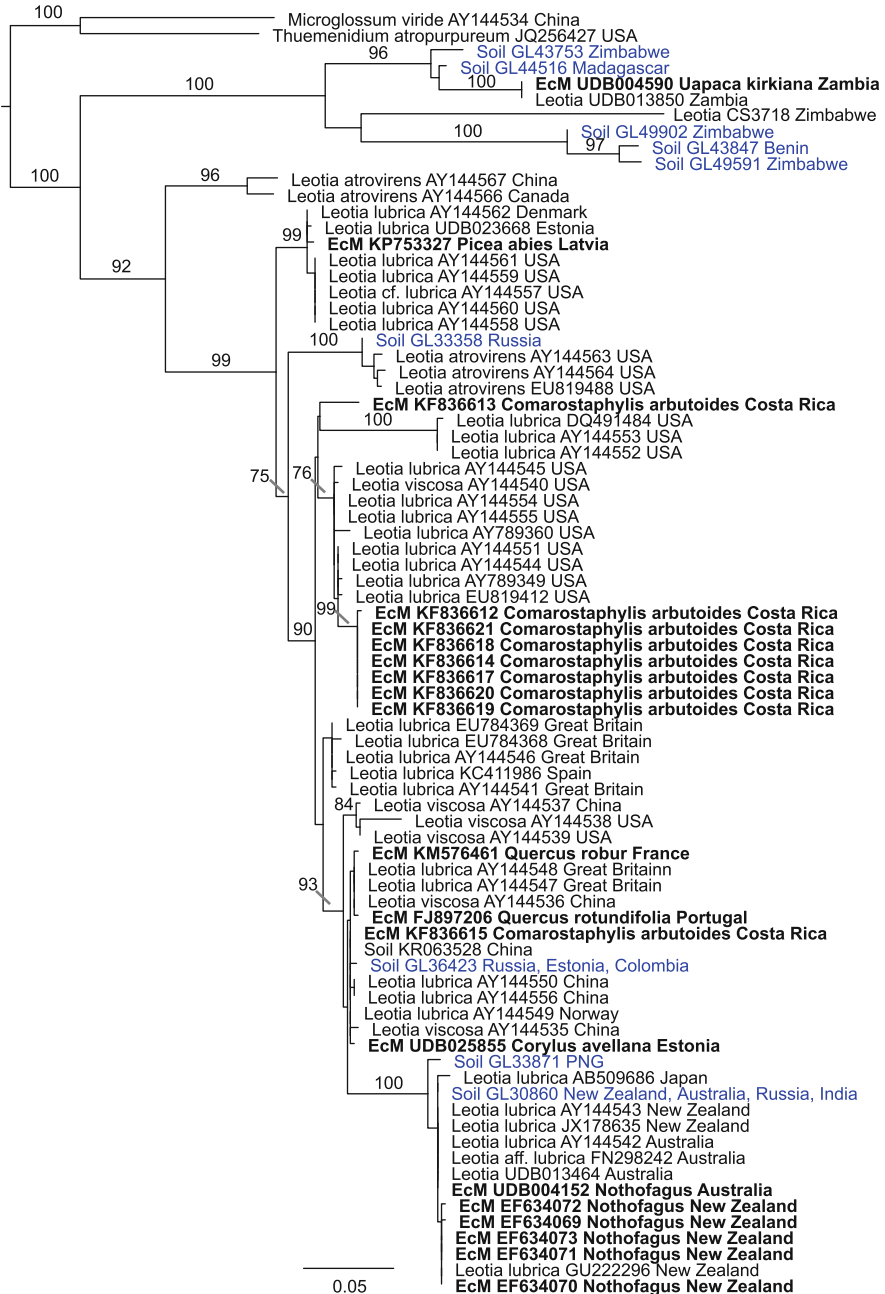 100
Microglossum viride AY144534 China
Thuemenidium atropurpureum JQ256427 USA
96
Soil GL43753 Zimbabwe
Soil GL44516 Madagascar
100
EcM UDB004590 Uapaca kirkiana Zambia
100
Leotia UDB013850 Zambia
Leotia CS3718 Zimbabwe
100
Soil GL49902 Zimbabwe
97
Soil GL43847 Benin
Soil GL49591 Zimbabwe
100
96
Leotia atrovirens AY144567 China
Leotia atrovirens AY144566 Canada
Leotia lubrica AY144562 Denmark
Leotia lubrica UDB023668 Estonia
99
EcM KP753327 Picea abies Latvia
Leotia lubrica AY144561 USA
92
Leotia lubrica AY144559 USA
Leotia cf. lubrica AY144557 USA
Leotia lubrica AY144560 USA
Leotia lubrica AY144558 USA
100
Soil GL33358 Russia
99
Leotia atrovirens AY144563 USA
Leotia atrovirens AY144564 USA
Leotia atrovirens EU819488 USA
EcM KF836613 Comarostaphylis arbutoides Costa Rica
100
Leotia lubrica DQ491484 USA
Leotia lubrica AY144553 USA
Leotia lubrica AY144552 USA
75
76
Leotia lubrica AY144545 USA
Leotia viscosa AY144540 USA
Leotia lubrica AY144554 USA
Leotia lubrica AY144555 USA
Leotia lubrica AY789360 USA
Leotia lubrica AY144551 USA
Leotia lubrica AY144544 USA
Leotia lubrica AY789349 USA
Leotia lubrica EU819412 USA
99
EcM KF836612 Comarostaphylis arbutoides Costa Rica
90
EcM KF836621 Comarostaphylis arbutoides Costa Rica
EcM KF836618 Comarostaphylis arbutoides Costa Rica
EcM KF836614 Comarostaphylis arbutoides Costa Rica
EcM KF836617 Comarostaphylis arbutoides Costa Rica
EcM KF836620 Comarostaphylis arbutoides Costa Rica
EcM KF836619 Comarostaphylis arbutoides Costa Rica
Leotia lubrica EU784369 Great Britain
Leotia lubrica EU784368 Great Britain
Leotia lubrica AY144546 Great Britain
Leotia lubrica KC411986 Spain
Leotia lubrica AY144541 Great Britain
84
Leotia viscosa AY144537 China
Leotia viscosa AY144538 USA
Leotia viscosa AY144539 USA
EcM KM576461 Quercus robur France
Leotia lubrica AY144548 Great Britainn
93
Leotia lubrica AY144547 Great Britain
Leotia viscosa AY144536 China
EcM FJ897206 Quercus rotundifolia Portugal
EcM KF836615 Comarostaphylis arbutoides Costa Rica
Soil KR063528 China
Soil GL36423 Russia, Estonia, Colombia
Leotia lubrica AY144550 China
Leotia lubrica AY144556 China
Leotia lubrica AY144549 Norway
Leotia viscosa AY144535 China
EcM UDB025855 Corylus avellana Estonia
Soil GL33871 PNG
100
Leotia lubrica AB509686 Japan
Soil GL30860 New Zealand, Australia, Russia, India
Leotia lubrica AY144543 New Zealand
Leotia lubrica JX178635 New Zealand
Leotia lubrica AY144542 Australia
Leotia aff. lubrica FN298242 Australia
Leotia UDB013464 Australia
EcM UDB004152 Nothofagus Australia
EcM EF634072 Nothofagus New Zealand
EcM EF634069 Nothofagus New Zealand
EcM EF634073 Nothofagus New Zealand
EcM EF634071 Nothofagus New Zealand
Leotia lubrica GU222296 New Zealand
EcM EF634070 Nothofagus New Zealand
0.05